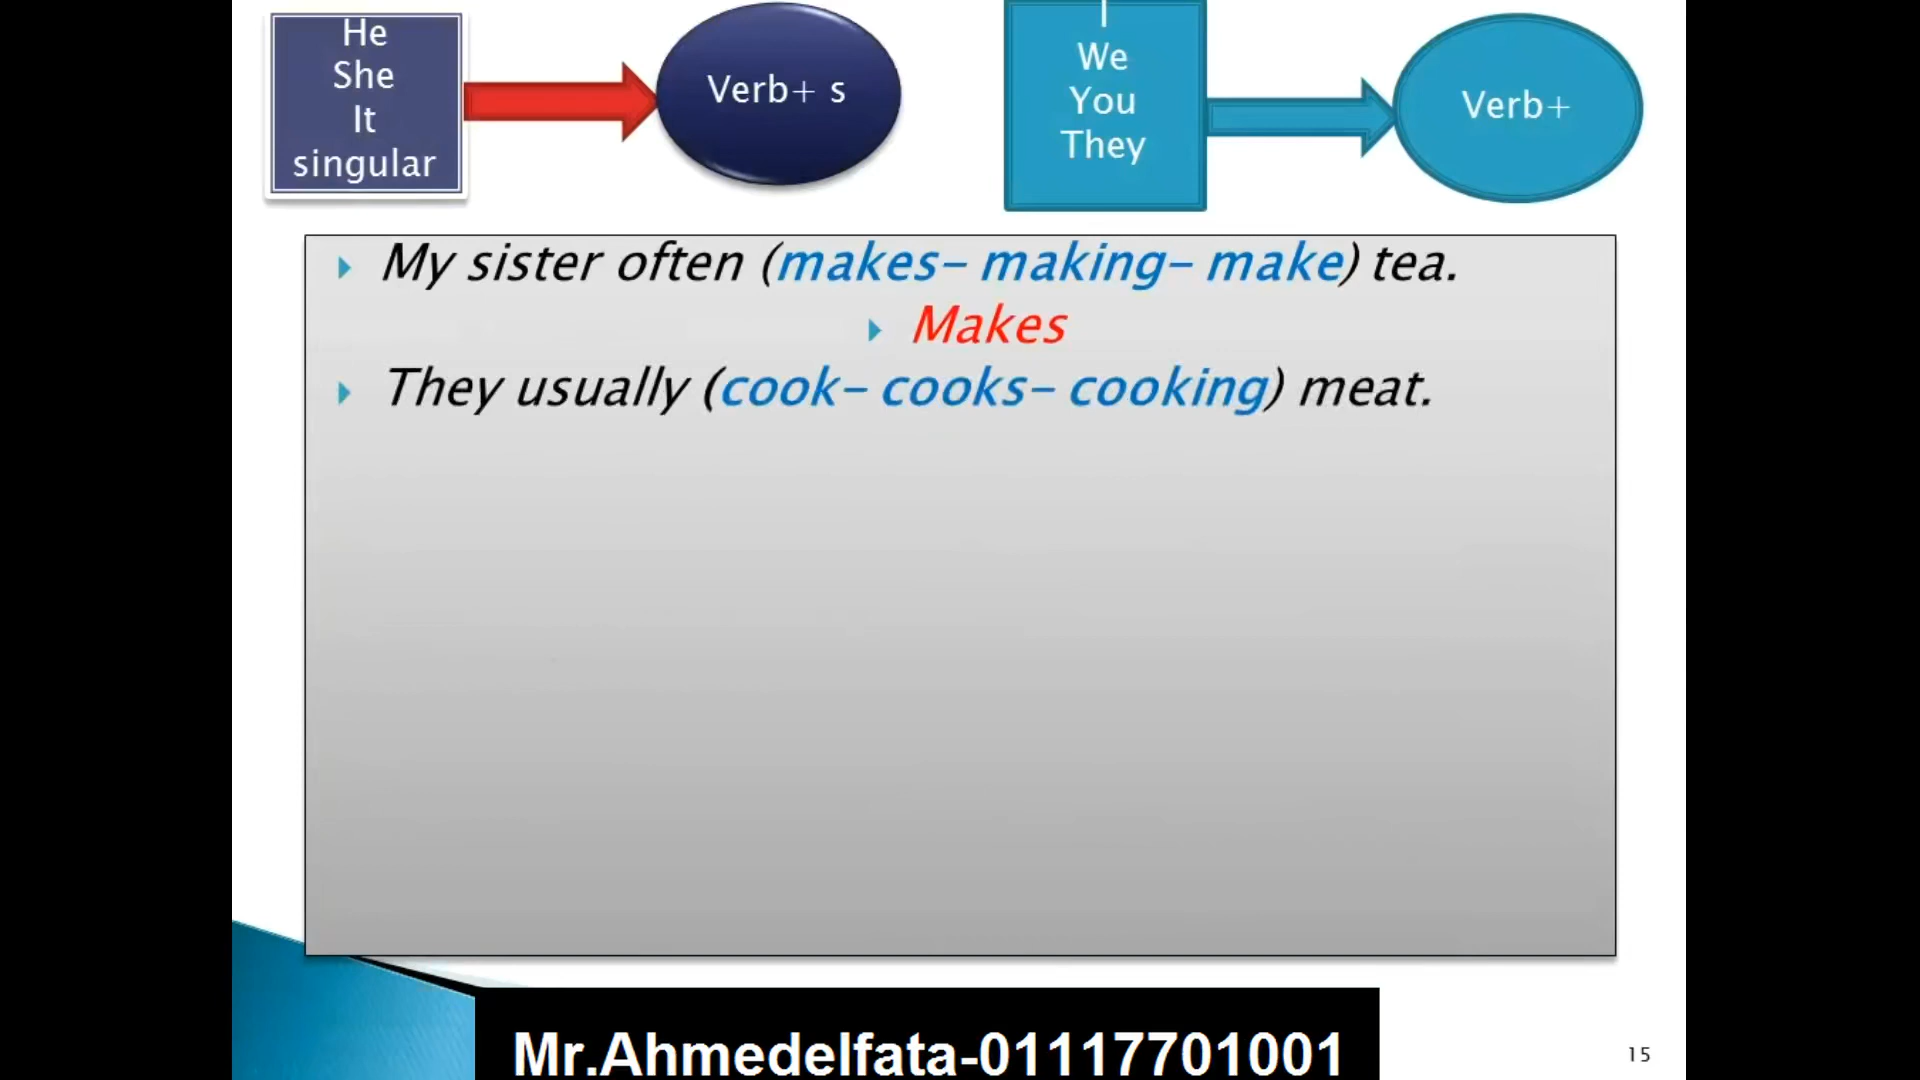 He
She
It
singular
Verb+ s
I
We
You
They
Verb+
My sister often (makes- making- make) tea.
Makes
They usually (cook- cooks- cooking) meat.
Mr.Ahmedelfata-01117701001
15